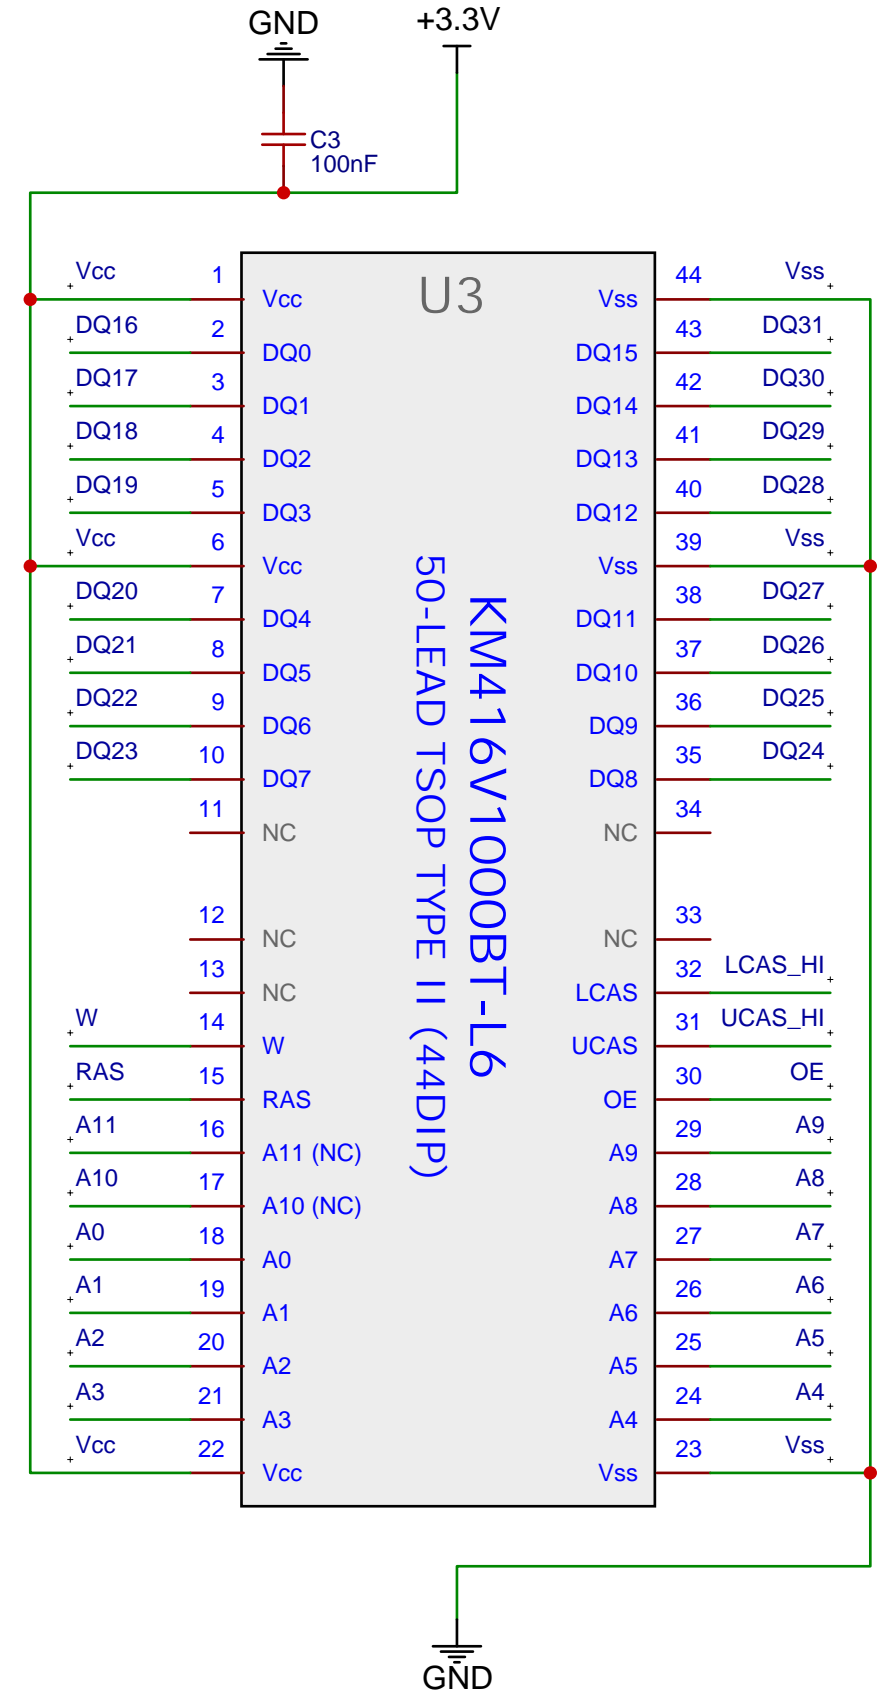 GND
+3.3V
C3
100nF
U3
Vcc 1 Vcc Vss 44 Vss
DQ16 2 DQ0 DQ15 43 DQ31
DQ17 3 DQ1 DQ14 42 DQ30
DQ18 4 DQ2 DQ13 41 DQ29
DQ19 5 DQ3 DQ12 40 DQ28
Vcc 6 Vcc Vss 39 Vss
DQ20 7 DQ4 DQ11 38 DQ27
DQ21 8 DQ5 DQ10 37 DQ26
DQ22 9 DQ6 DQ9 36 DQ25
DQ23 10 DQ7 DQ8 35 DQ24
11 NC NC 34
12 NC NC 33
13 NC LCAS 32 LCAS_HI
W 14 W UCAS 31 UCAS_HI
RAS 15 RAS OE 30 OE
A11 16 A11 (NC) A9 29 A9
A10 17 A10 (NC) A8 28 A8
A0 18 A0 A7 27 A7
A1 19 A1 A6 26 A6
A2 20 A2 A5 25 A5
A3 21 A3 A4 24 A4
Vcc 22 Vcc Vss 23 Vss
KM416V1000BT-L6
50-LEAD TSOP TYPE II (44DIP)
GND